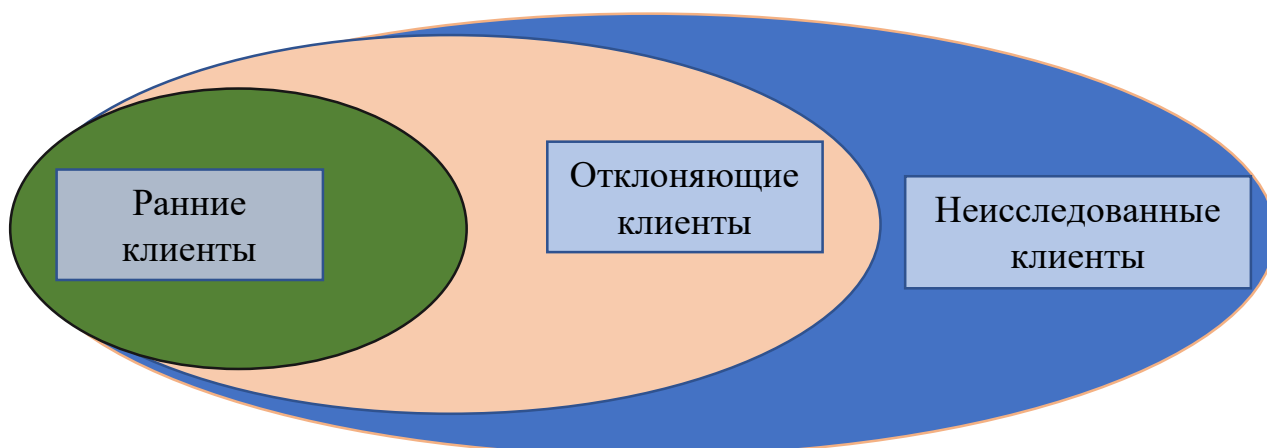 Ранние
клиенты
Отклоняющие
клиенты
Неисследованные
клиенты